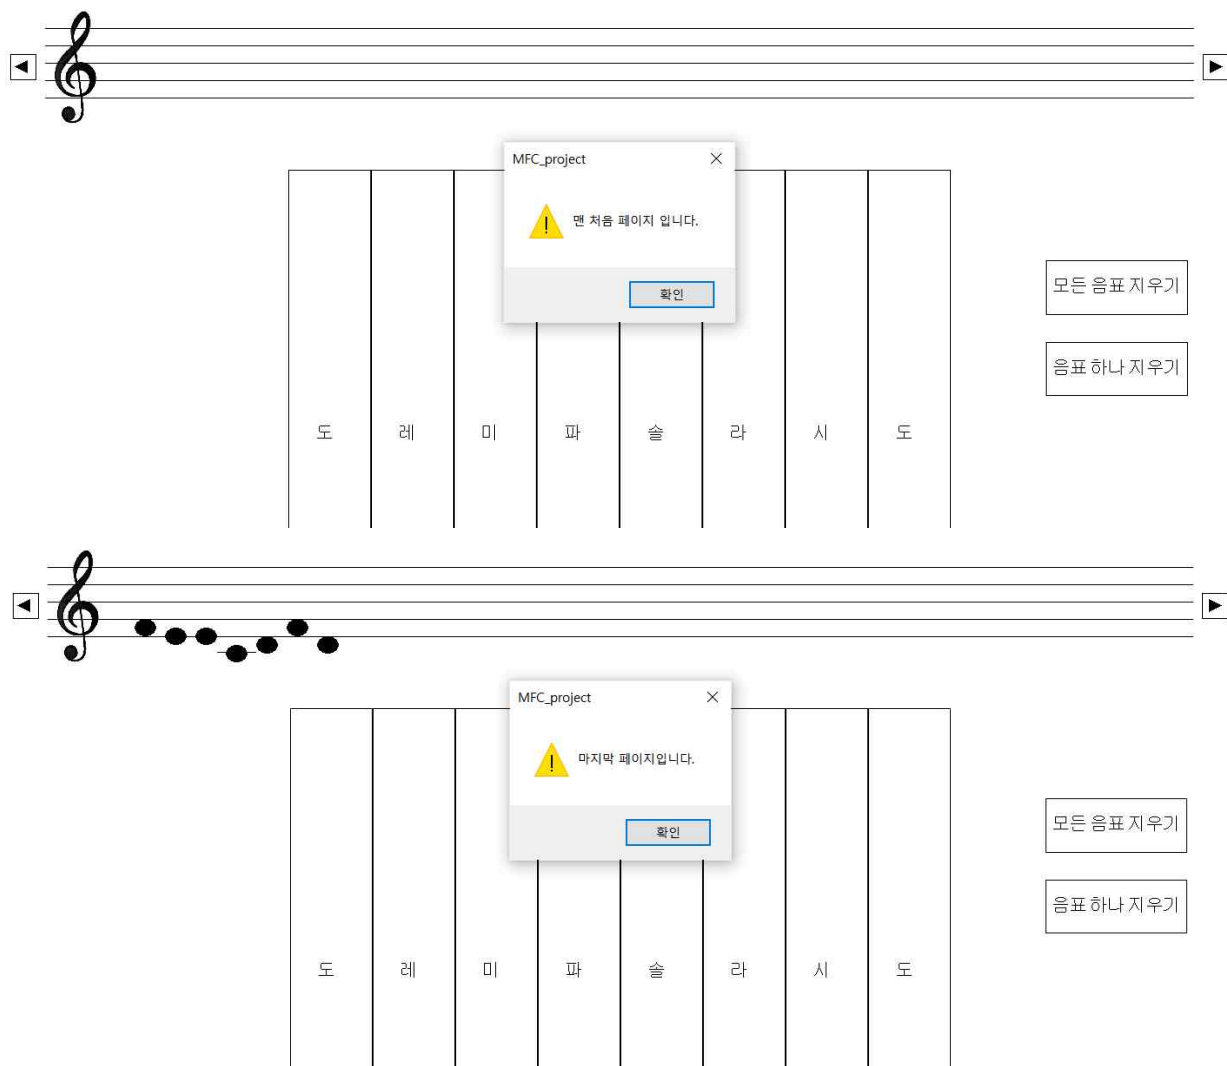 MFC_project
맨 처음 페이지 입니다.
확인
모든 음표 지우기
음표 하나 지우기
도 레 미 파 솔 라 시 도
MFC_project
마지막 페이지입니다.
확인
모든 음표 지우기
음표 하나 지우기
도 레 미 파 솔 라 시 도